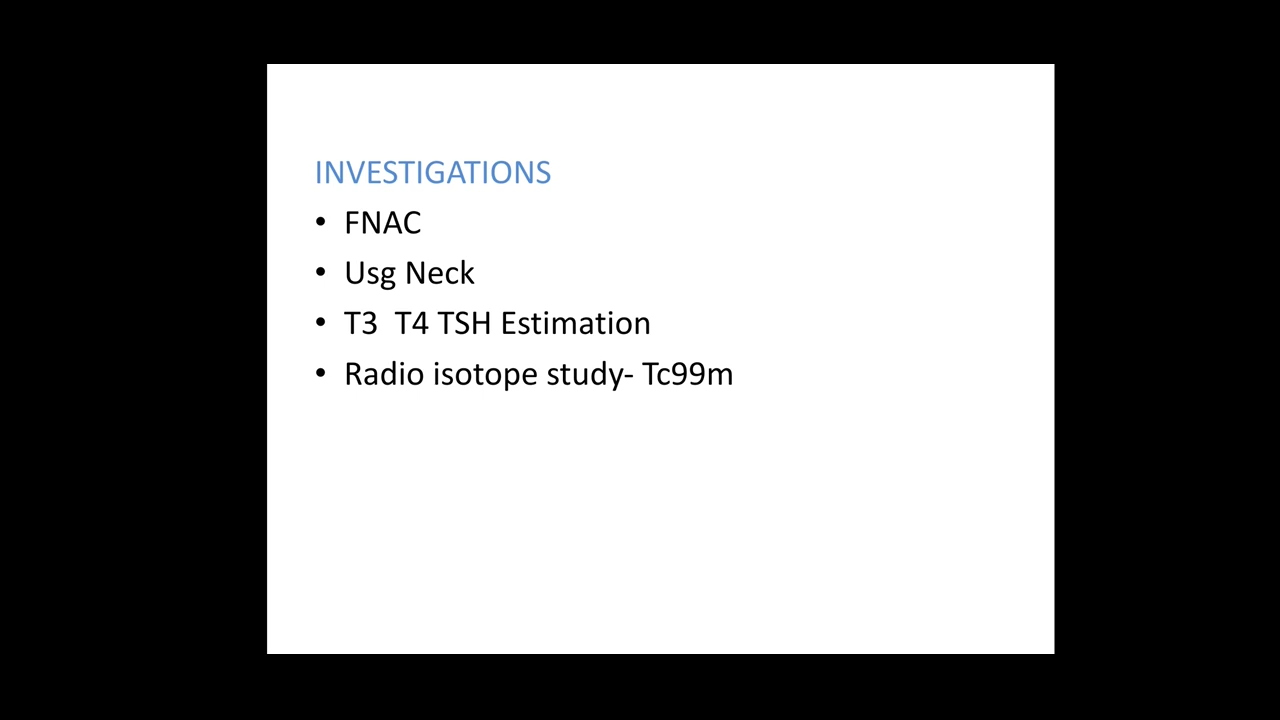 INVESTIGATIONS
• FNAC
• Usg Neck
• T3  T4 TSH Estimation
• Radio isotope study- Tc99m